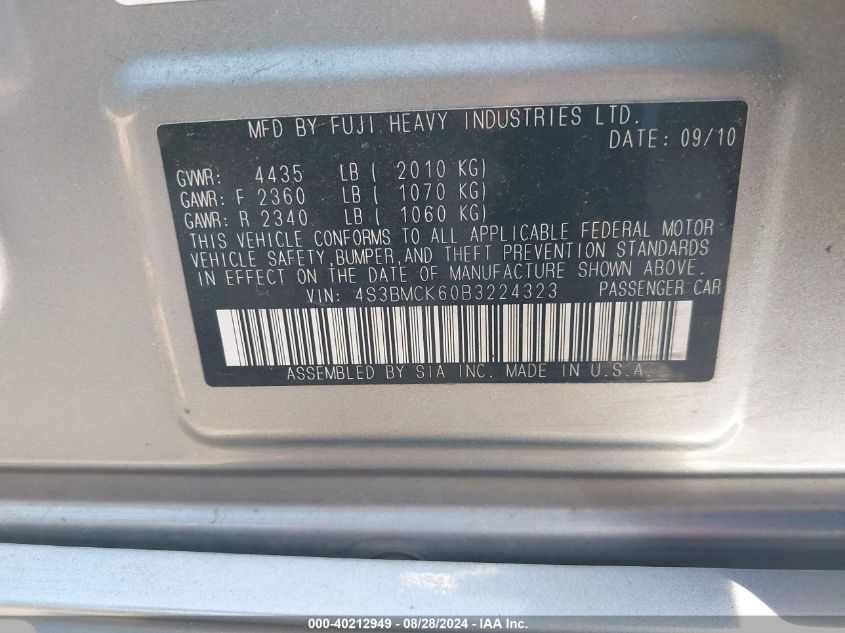 MFD BY FUJI HEAVY INDUSTRIES LTD.
DATE: 09/10
GVWR: 4435 LB ( 2010 KG)
GAWR: F 2360 LB ( 1070 KG)
GAWR: R 2340 LB ( 1060 KG)
THIS VEHICLE CONFORMS TO ALL APPLICABLE FEDERAL MOTOR
VEHICLE SAFETY,BUMPER,AND THEFT PREVENTION STANDARDS
IN EFFECT ON THE DATE OF MANUFACTURE SHOWN ABOVE.
VIN: 4S3BMCK60B3224323 PASSENGER CAR
ASSEMBLED BY SIA INC. MADE IN U.S.A.
000-40212949 - 08/28/2024 - IAA Inc.